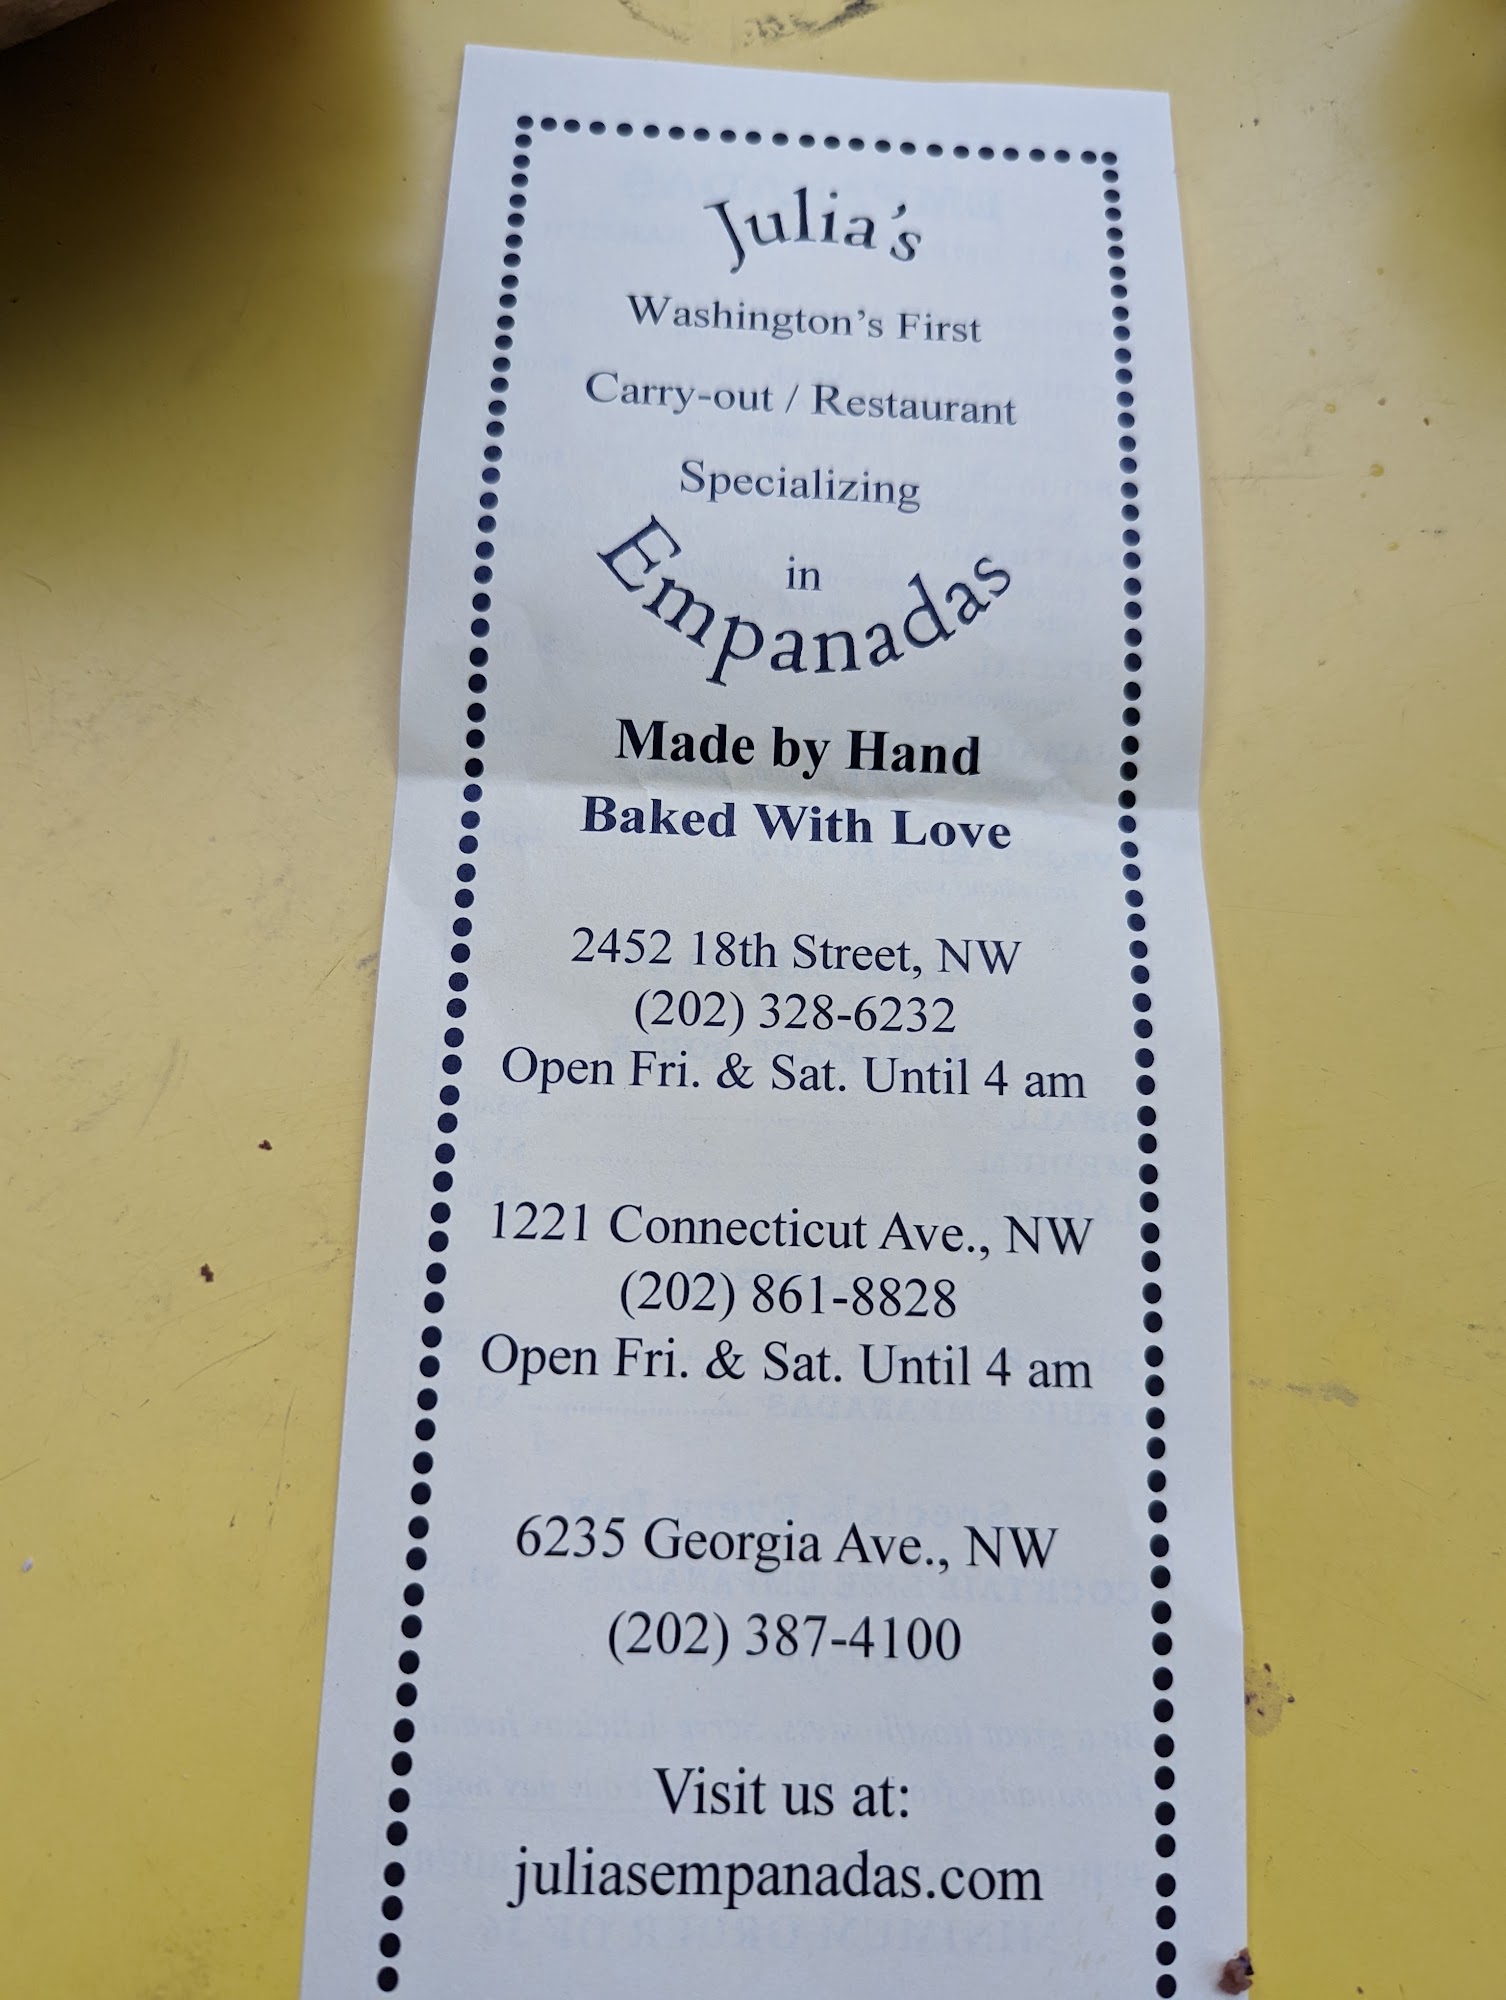 Julia's
Washington's First
Carry-out / Restaurant
Specializing
in
Empanadas
Made by Hand
Baked With Love
2452 18th Street, NW
(202) 328-6232
Open Fri. & Sat. Until 4 am
1221 Connecticut Ave., NW
(202) 861-8828
Open Fri. & Sat. Until 4 am
6235 Georgia Ave., NW
(202) 387-4100
Visit us at:
juliasempanadas.com